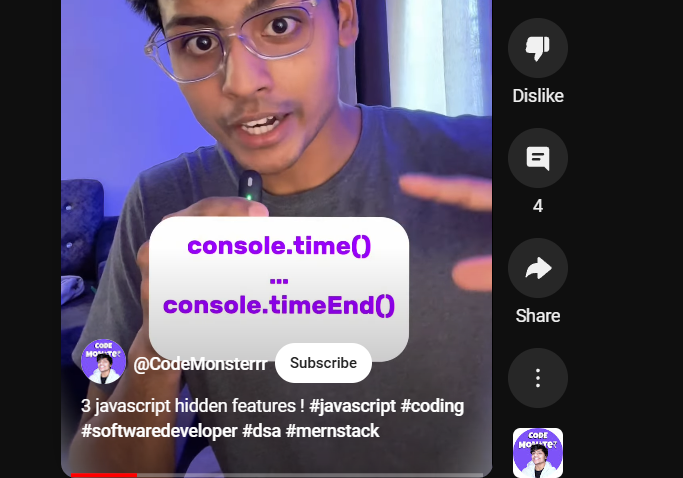 console.time()
...
console.timeEnd()
CODE
MONSTER
@CodeMonsterrr
Subscribe
3 javascript hidden features ! #javascript #coding
#softwaredeveloper #dsa #mernstack
Dislike
4
Share
CODE
MONSTER